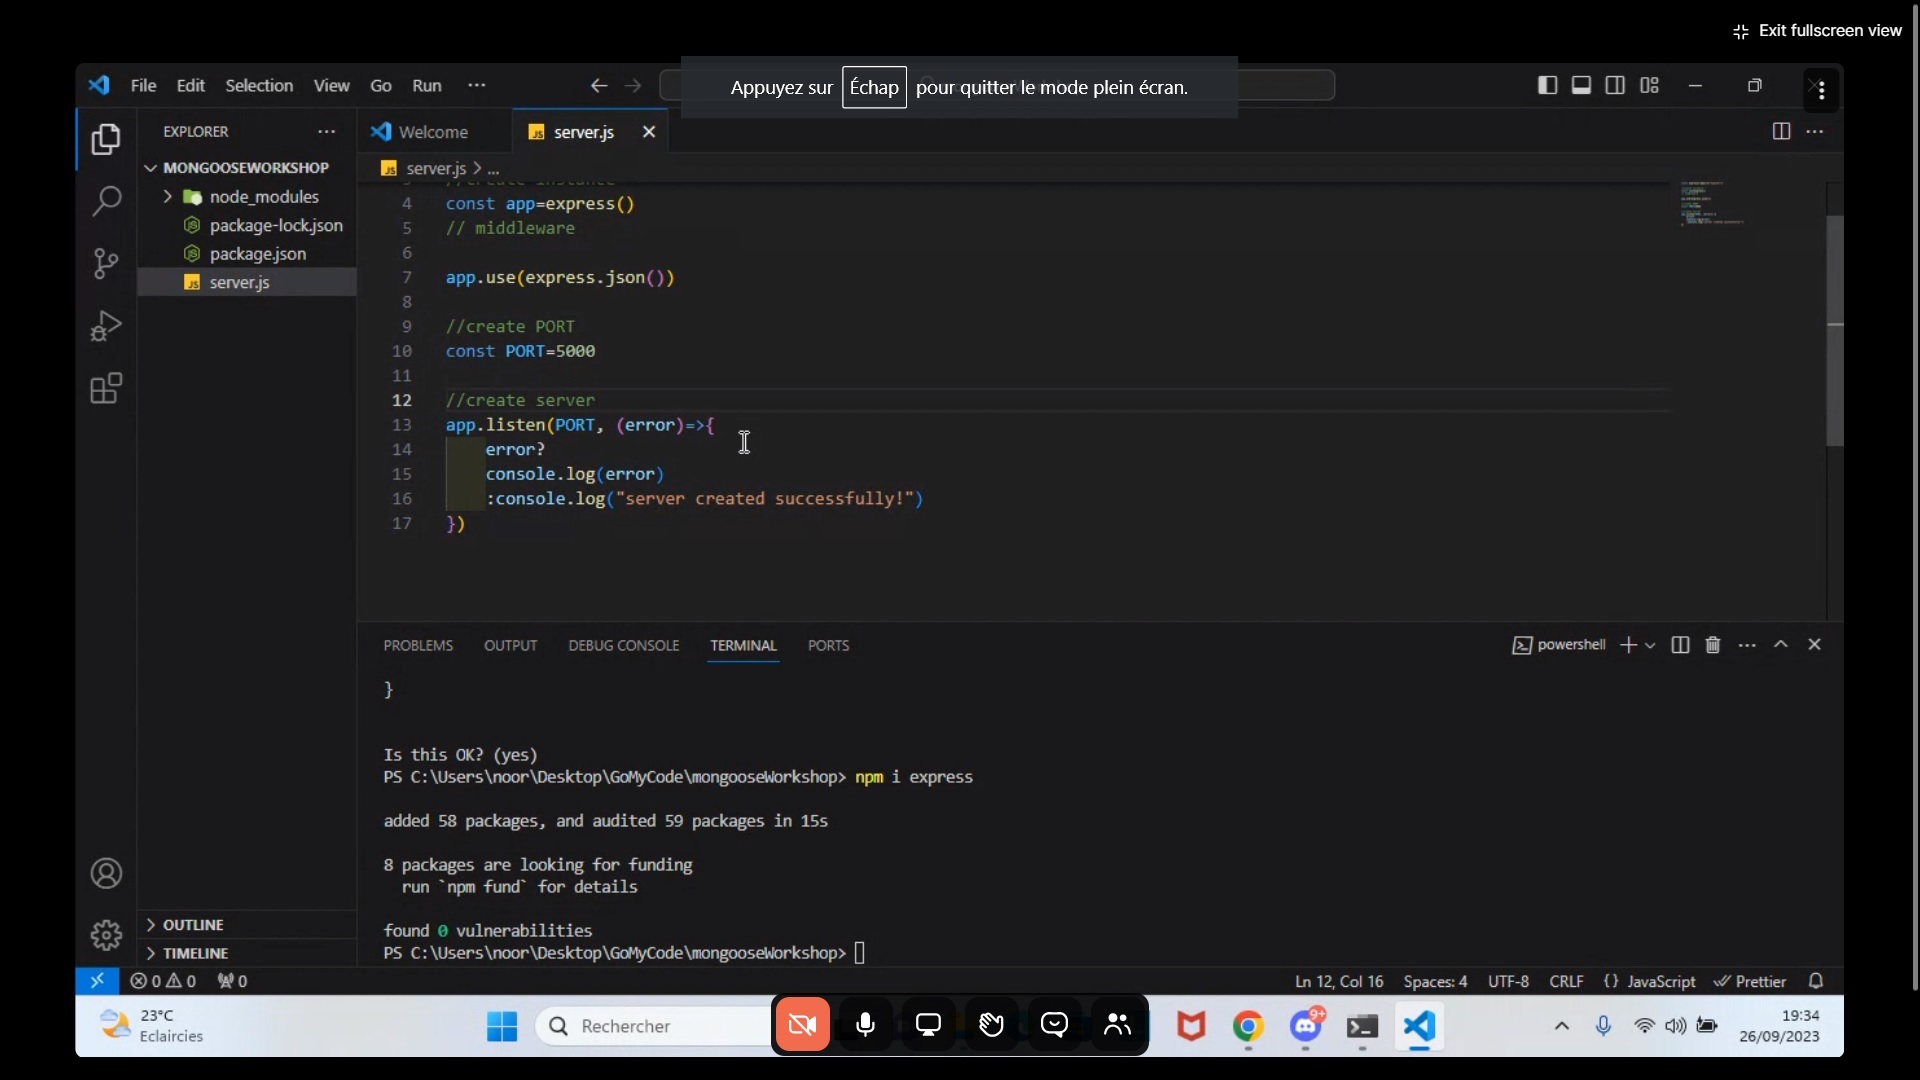 Exit fullscreen view
File Edit Selection View Go Run ···
Appuyez sur Échap pour quitter le mode plein écran.
EXPLORER
Welcome
JS server.js
MONGOOSEWORKSHOP
JS server.js > ...
node_modules
package-lock.json
package.json
JS server.js
4 const app=express()
5 // middleware
6
7 app.use(express.json())
8
9 //create PORT
10 const PORT=5000
11
12 //create server
13 app.listen(PORT, (error)=>{
14 error?
15 console.log(error)
16 :console.log("server created successfully!")
17 })
PROBLEMS OUTPUT DEBUG CONSOLE TERMINAL PORTS
powershell
}
Is this OK? (yes)
PS C:\Users\noor\Desktop\GoMyCode\mongooseWorkshop> npm i express
added 58 packages, and audited 59 packages in 15s
8 packages are looking for funding
run `npm fund` for details
found 0 vulnerabilities
PS C:\Users\noor\Desktop\GoMyCode\mongooseWorkshop>
OUTLINE
TIMELINE
0 0 0
Ln 12, Col 16 Spaces: 4 UTF-8 CRLF {} JavaScript Prettier
23°C
Eclaircies
Rechercher
9+
19:34
26/09/2023